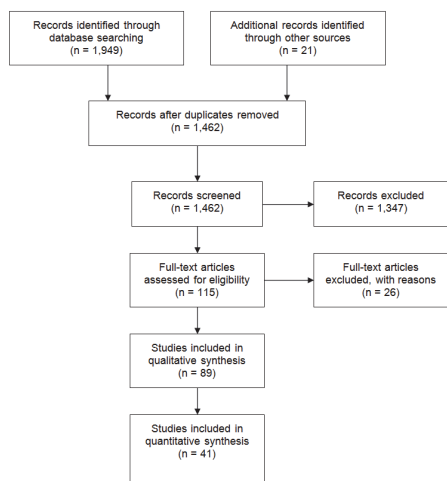 Records identified through
database searching
(n = 1,949)
Additional records identified
through other sources
(n = 21)
Records after duplicates removed
(n = 1,462)
Records screened
(n = 1,462)
Records excluded
(n = 1,347)
Full-text articles
assessed for eligibility
(n = 115)
Full-text articles
excluded, with reasons
(n = 26)
Studies included in
qualitative synthesis
(n = 89)
Studies included in
quantitative synthesis
(n = 41)